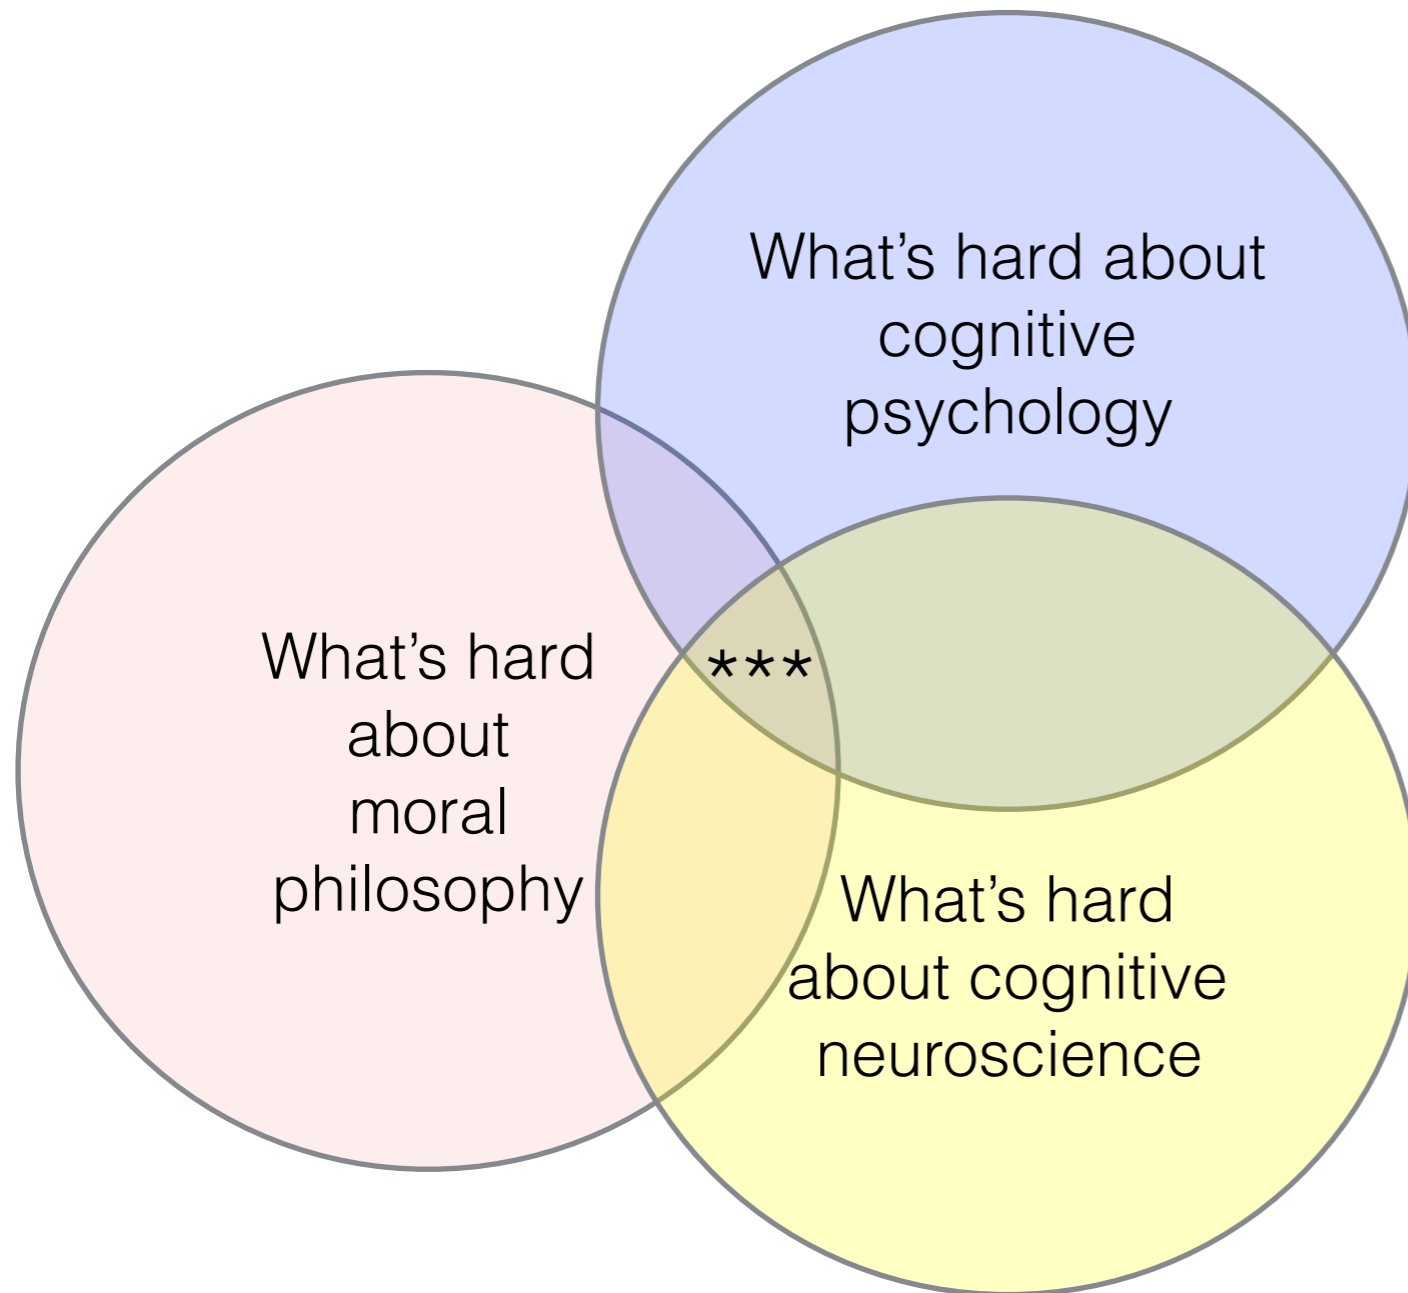 What’s hard about
cognitive
psychology
What’s hard
about
moral
philosophy
***
What’s hard
about cognitive
neuroscience